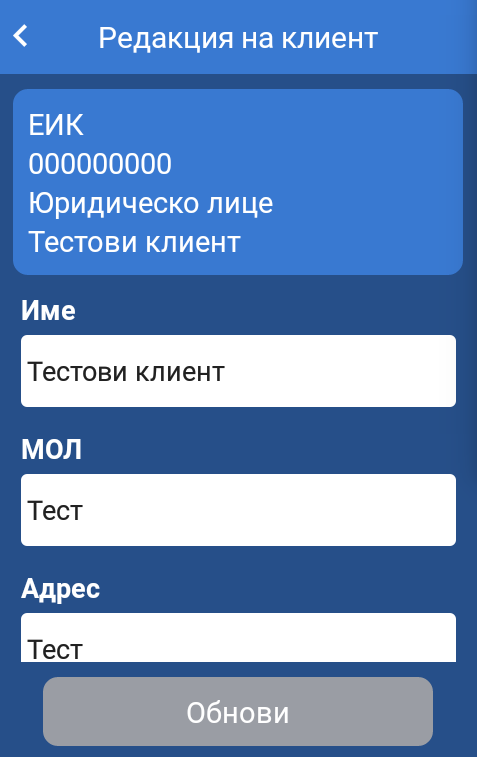 Редакция на клиент
ЕИК
000000000
Юридическо лице
Тестови клиент
Име
Тестови клиент
МОЛ
Тест
Адрес
Тест
Обнови